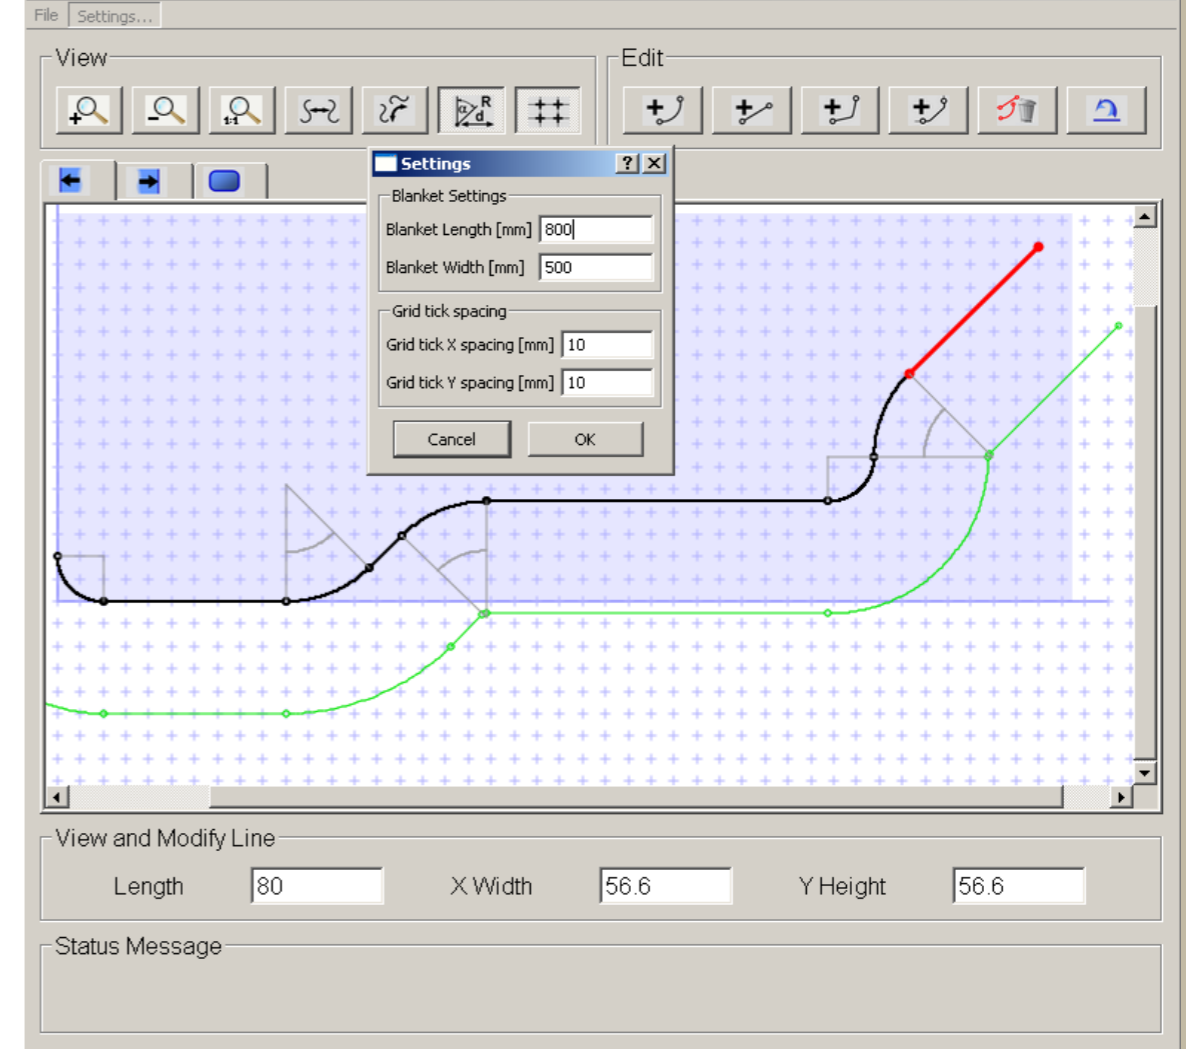 File Settings...
View
Edit
1:1
α R
d
Settings
Blanket Settings
Blanket Length [mm] 800
Blanket Width [mm] 500
Grid tick spacing
Grid tick X spacing [mm] 10
Grid tick Y spacing [mm] 10
Cancel OK
View and Modify Line
Length 80 X Width 56.6 Y Height 56.6
Status Message